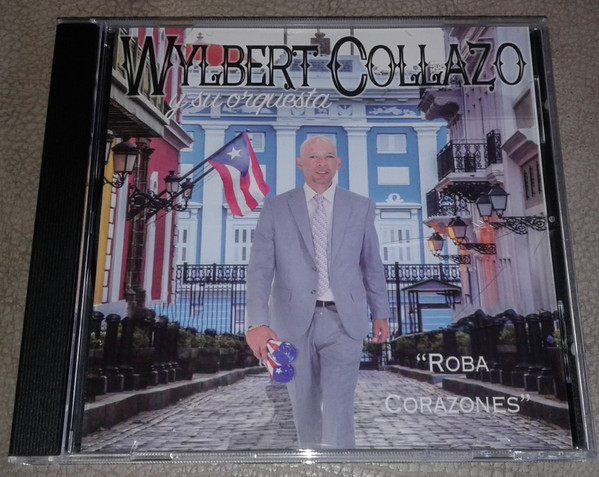 WYLBERT COLLAZO
y su orquesta
"ROBA
CORAZONES"